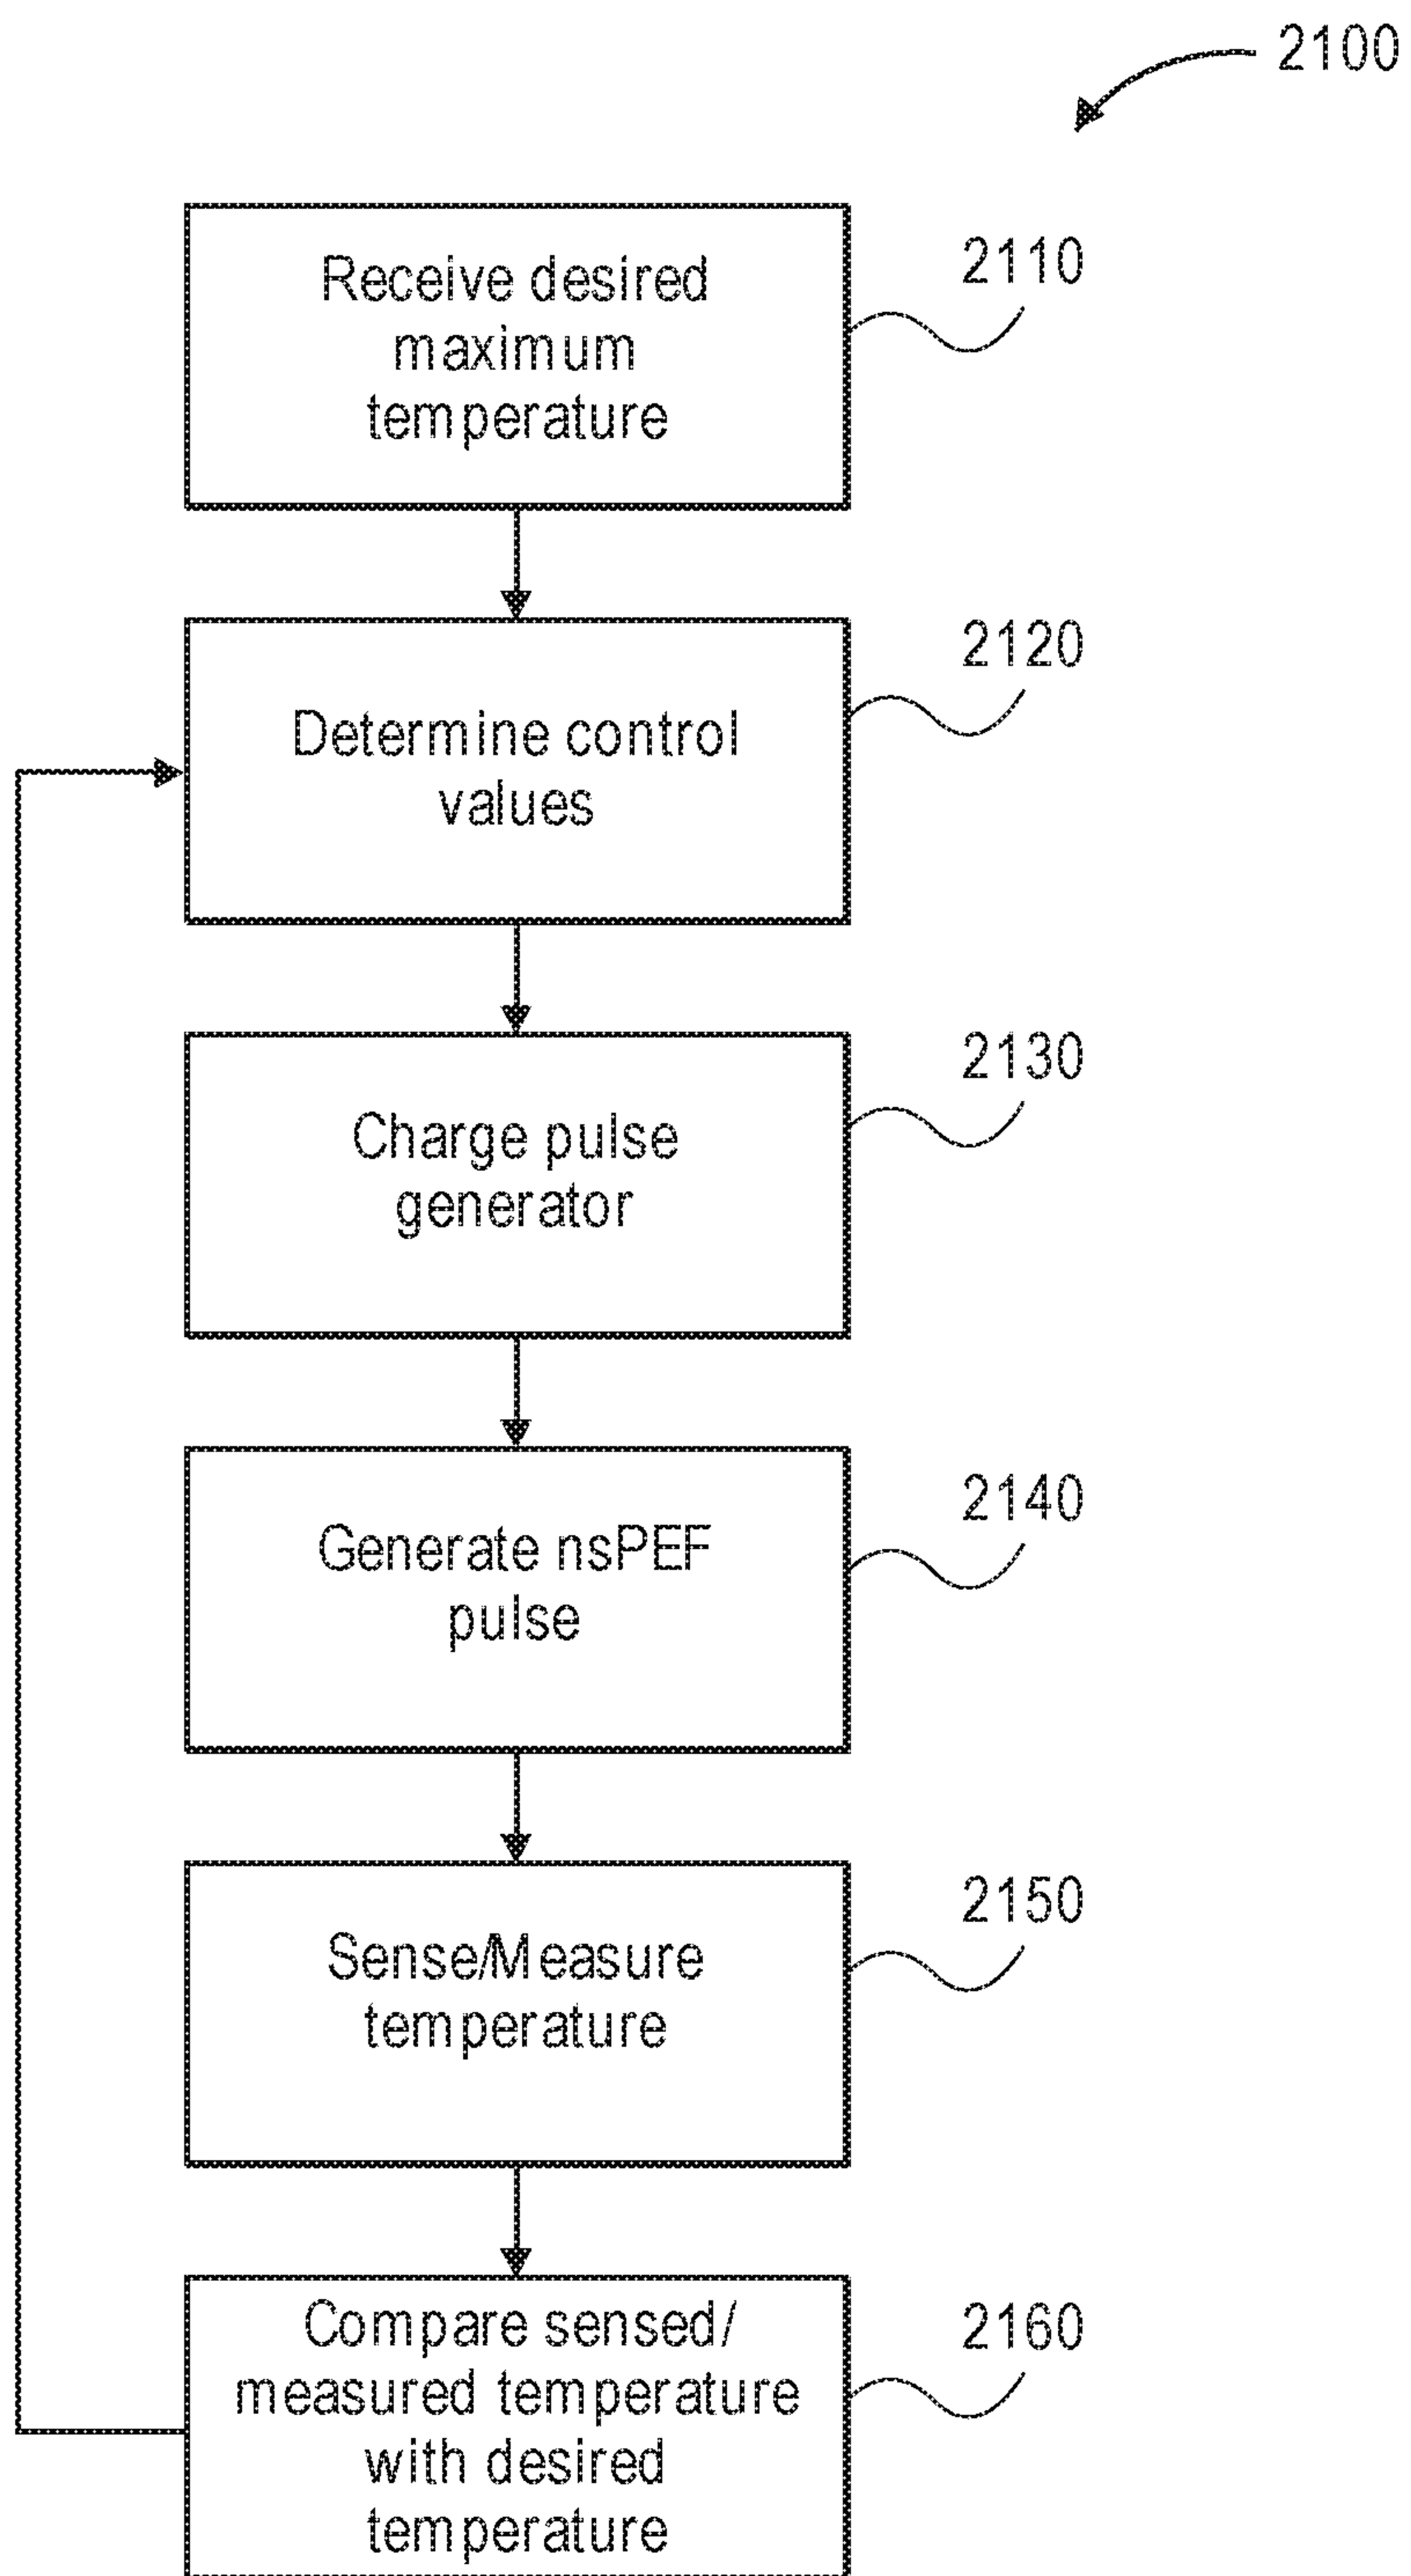 2100
Receive desired
maximum
temperature
2110
Determine control
values
2120
Charge pulse
generator
2130
Generate nsPEF
pulse
2140
Sense/Measure
temperature
2150
Compare sensed/
measured temperature
with desired
temperature
2160